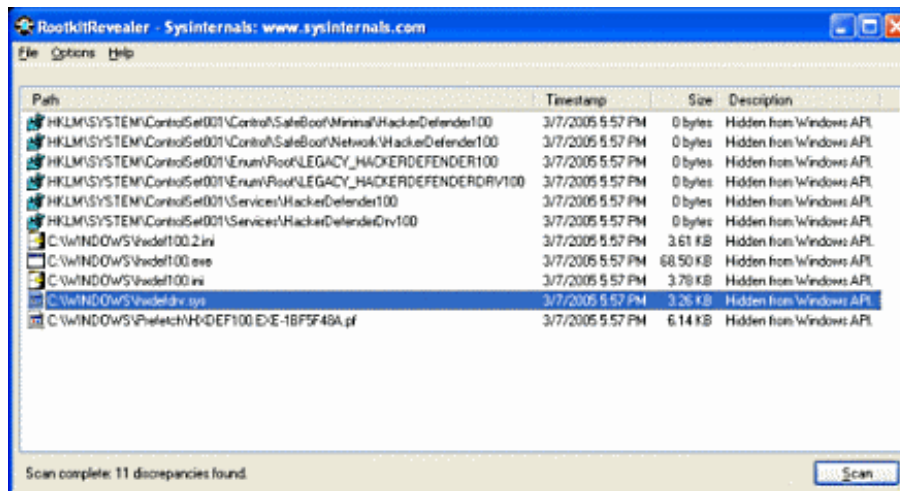 RootkitRevealer - Sysinternals: www.sysinternals.com
File Options Help
Path Timestamp Size Description
HKLM\SYSTEM\ControlSet001\Control\SafeBoot\Minimal\HackerDefender100 3/7/2005 5:57 PM 0 bytes Hidden from Windows API.
HKLM\SYSTEM\ControlSet001\Control\SafeBoot\Network\HackerDefender100 3/7/2005 5:57 PM 0 bytes Hidden from Windows API.
HKLM\SYSTEM\ControlSet001\Enum\Root\LEGACY_HACKERDEFENDER100 3/7/2005 5:57 PM 0 bytes Hidden from Windows API.
HKLM\SYSTEM\ControlSet001\Enum\Root\LEGACY_HACKERDEFENDERDRV100 3/7/2005 5:57 PM 0 bytes Hidden from Windows API.
HKLM\SYSTEM\ControlSet001\Services\HackerDefender100 3/7/2005 5:57 PM 0 bytes Hidden from Windows API.
HKLM\SYSTEM\ControlSet001\Services\HackerDefenderDrv100 3/7/2005 5:57 PM 0 bytes Hidden from Windows API.
C:\WINDOWS\hxdef100.2.ini 3/7/2005 5:57 PM 3.61 KB Hidden from Windows API.
C:\WINDOWS\hxdef100.exe 3/7/2005 5:57 PM 68.50 KB Hidden from Windows API.
C:\WINDOWS\hxdef100.ini 3/7/2005 5:57 PM 3.78 KB Hidden from Windows API.
C:\WINDOWS\hxdefdrv.sys 3/7/2005 5:57 PM 3.26 KB Hidden from Windows API.
C:\WINDOWS\Prefetch\HXDEF100.EXE-1BF5F48A.pf 3/7/2005 5:57 PM 6.14 KB Hidden from Windows API.
Scan complete: 11 discrepancies found.
Scan